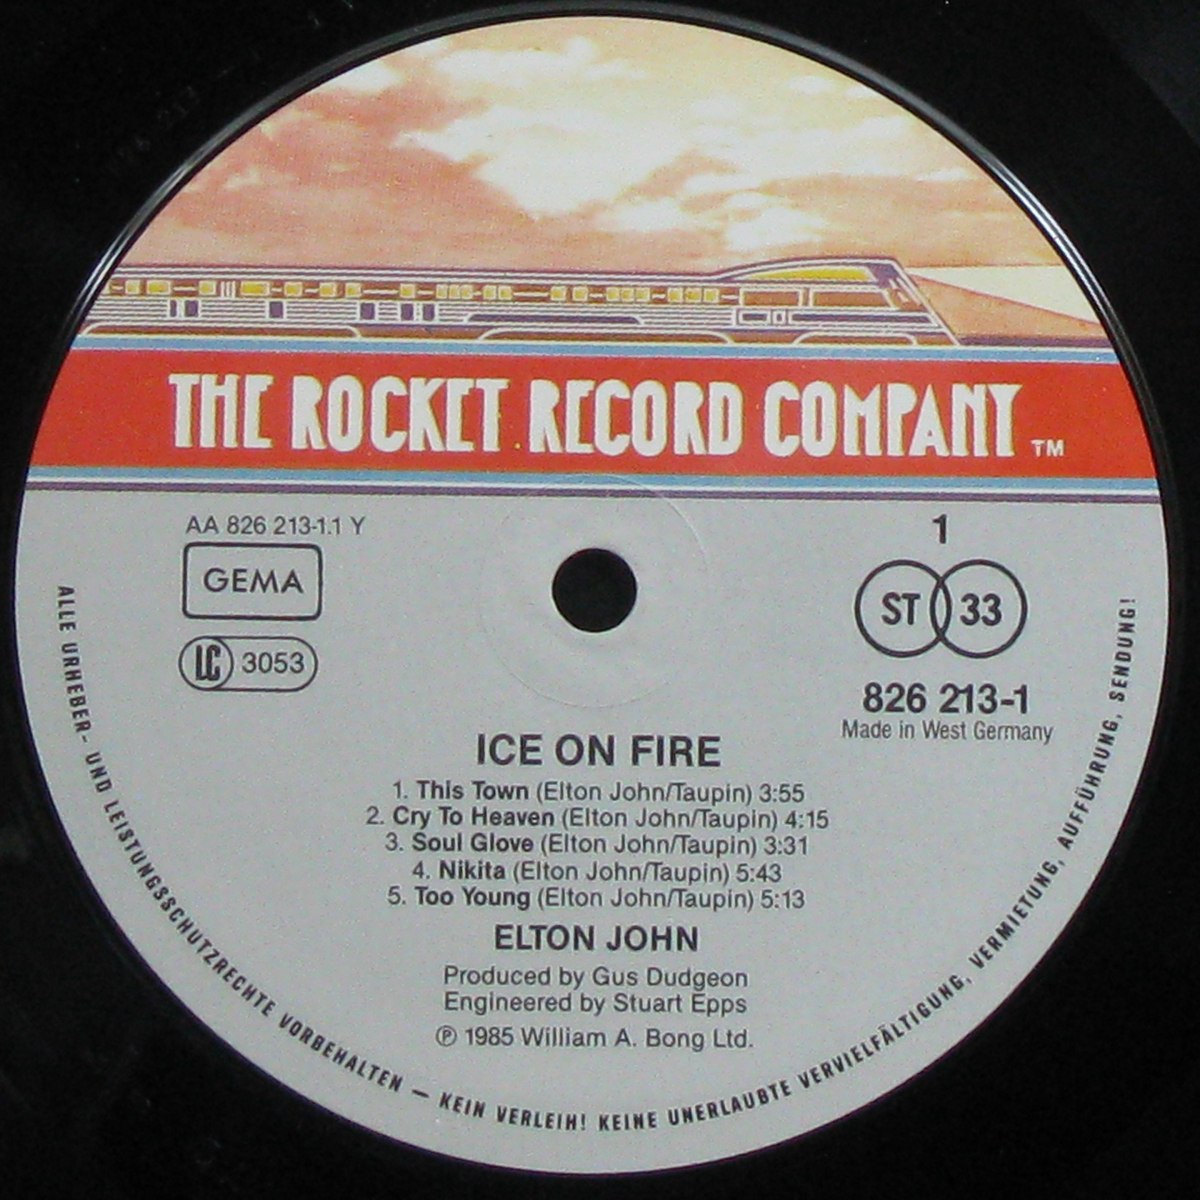 THE ROCKET RECORD COMPANY TM
AA 826 213-1.1 Y
GEMA
LC 3053
1
ST 33
826 213-1
Made in West Germany
ICE ON FIRE
1. This Town (Elton John/Taupin) 3:55
2. Cry To Heaven (Elton John/Taupin) 4:15
3. Soul Glove (Elton John/Taupin) 3:31
4. Nikita (Elton John/Taupin) 5:43
5. Too Young (Elton John/Taupin) 5:13
ELTON JOHN
Produced by Gus Dudgeon
Engineered by Stuart Epps
℗ 1985 William A. Bong Ltd.
ALLE URHEBER- UND LEISTUNGSSCHUTZRECHTE VORBEHALTEN — KEIN VERLEIH! KEINE UNERLAUBTE VERVIELFÄLTIGUNG, VERMIETUNG, AUFFÜHRUNG, SENDUNG!